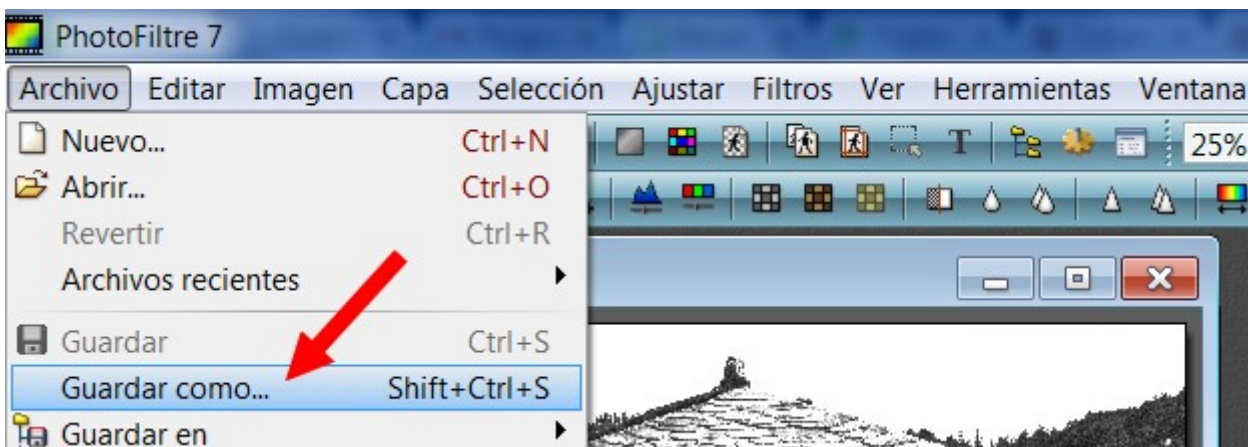 PhotoFiltre 7
Archivo Editar Imagen Capa Selección Ajustar Filtros Ver Herramientas Ventana
Nuevo... Ctrl+N
T 25%
Abrir... Ctrl+O
Revertir Ctrl+R
Archivos recientes
Guardar Ctrl+S
Guardar como... Shift+Ctrl+S
Guardar en